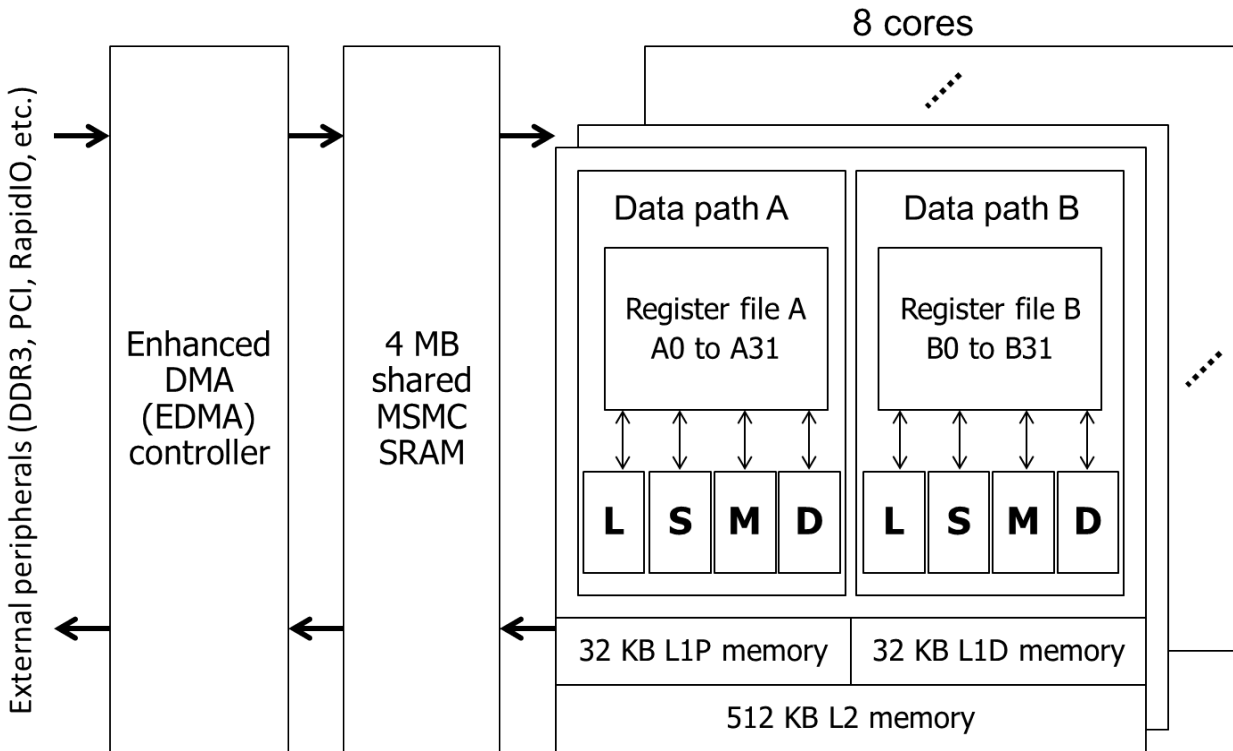 External peripherals (DDR3, PCI, RapidIO, etc.)
Enhanced
DMA
(EDMA)
controller
4 MB
shared
MSMC
SRAM
8 cores
Data path A
Register file A
A0 to A31
L S M D
Data path B
Register file B
B0 to B31
L S M D
32 KB L1P memory
32 KB L1D memory
512 KB L2 memory